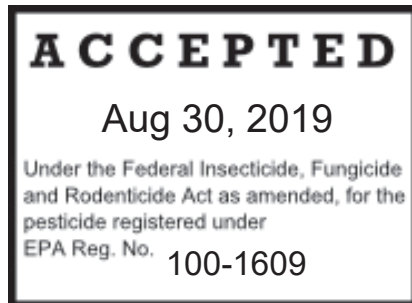 ACCEPTED
Aug 30, 2019
Under the Federal Insecticide, Fungicide
and Rodenticide Act as amended, for the
pesticide registered under
EPA Reg. No. 100-1609